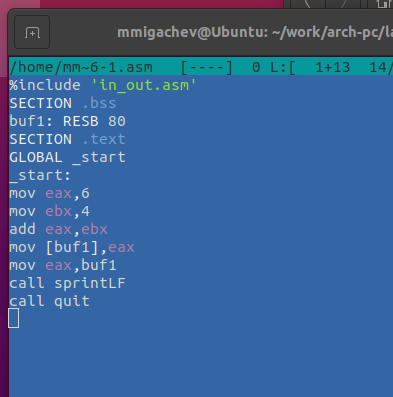 mmigachev@Ubuntu: ~/work/arch-pc/la
/home/mm~6-1.asm   [----]  0 L:[  1+13  14/
%include 'in_out.asm'
SECTION .bss
buf1: RESB 80
SECTION .text
GLOBAL _start
_start:
mov eax,6
mov ebx,4
add eax,ebx
mov [buf1],eax
mov eax,buf1
call sprintLF
call quit